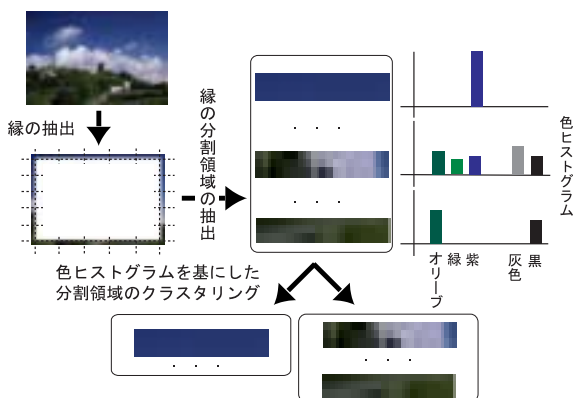 縁の抽出
縁の分割領域の抽出
. . .
. . .
色ヒストグラム
オリーブ
緑
紫
灰色
黒
色ヒストグラムを基にした
分割領域のクラスタリング
. . .
. . .